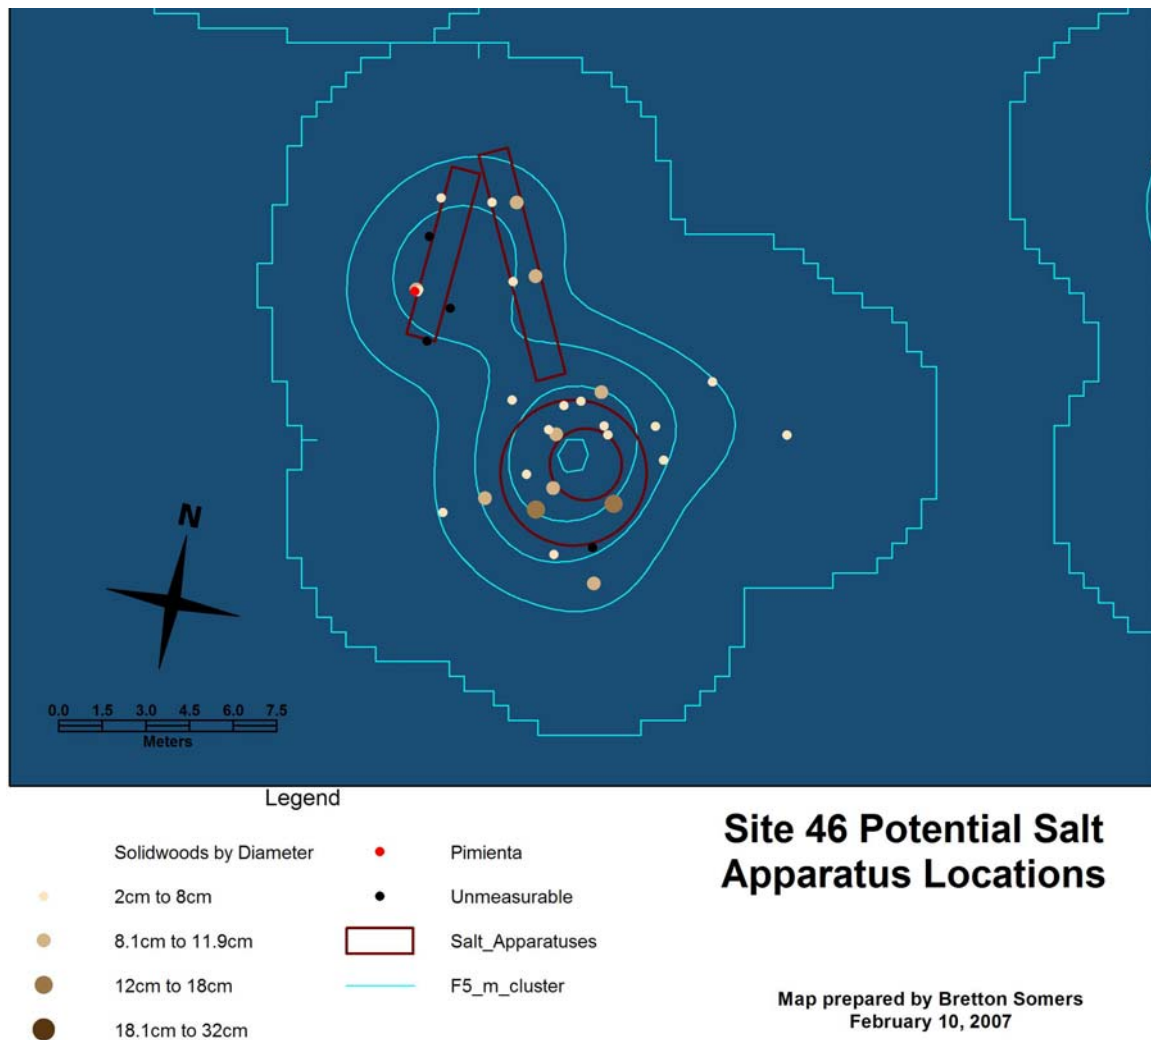 N
0.0 1.5 3.0 4.5 6.0 7.5
Meters
Legend
Solidwoods by Diameter
2cm to 8cm
8.1cm to 11.9cm
12cm to 18cm
18.1cm to 32cm
Pimienta
Unmeasurable
Salt_Apparatuses
F5_m_cluster
Site 46 Potential Salt
Apparatus Locations
Map prepared by Bretton Somers
February 10, 2007